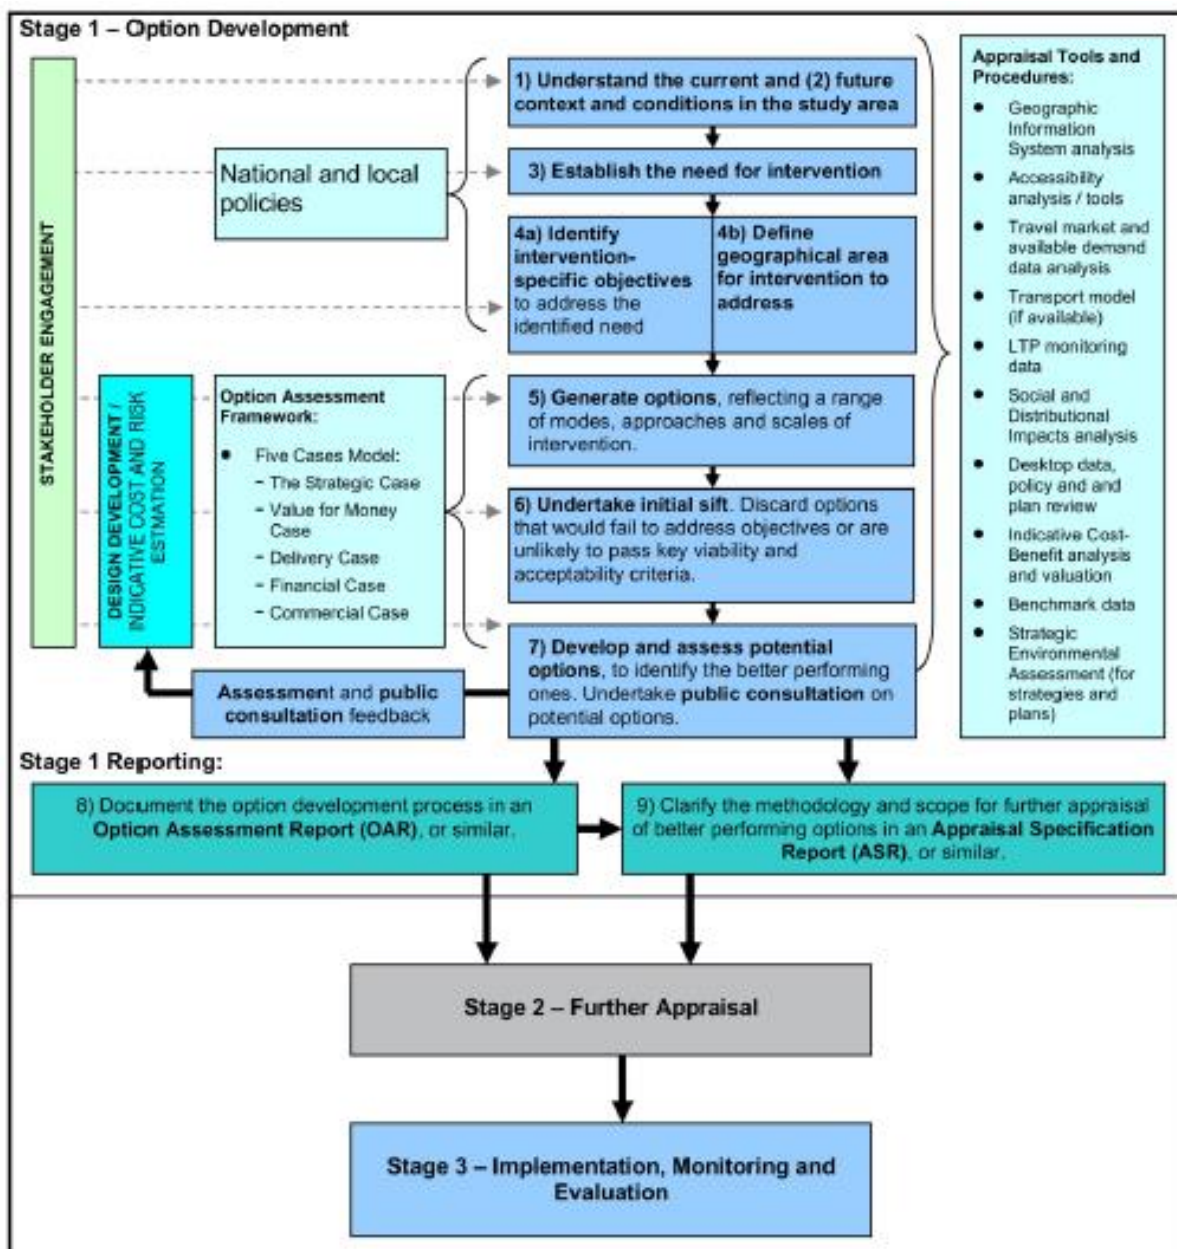 Stage 1 – Option Development
STAKEHOLDER ENGAGEMENT
National and local
policies
1) Understand the current and (2) future
context and conditions in the study area
3) Establish the need for intervention
4a) Identify
intervention-
specific objectives
to address the
identified need
4b) Define
geographical area
for intervention to
address
DESIGN DEVELOPMENT /
INDICATIVE COST AND RISK
ESTMATION
Option Assessment
Framework:
● Five Cases Model:
- The Strategic Case
- Value for Money
Case
- Delivery Case
- Financial Case
- Commercial Case
5) Generate options, reflecting a range
of modes, approaches and scales of
intervention.
6) Undertake initial sift. Discard options
that would fail to address objectives or are
unlikely to pass key viability and
acceptability criteria.
7) Develop and assess potential
options, to identify the better performing
ones. Undertake public consultation on
potential options.
Assessment and public
consultation feedback
Appraisal Tools and
Procedures:
● Geographic
Information
System analysis
● Accessibility
analysis / tools
● Travel market and
available demand
data analysis
● Transport model
(if available)
● LTP monitoring
data
● Social and
Distributional
Impacts analysis
● Desktop data,
policy and and
plan review
● Indicative Cost-
Benefit analysis
and valuation
● Benchmark data
● Strategic
Environmental
Assessment (for
strategies and
plans)
Stage 1 Reporting:
8) Document the option development process in an
Option Assessment Report (OAR), or similar.
9) Clarify the methodology and scope for further appraisal
of better performing options in an Appraisal Specification
Report (ASR), or similar.
Stage 2 – Further Appraisal
Stage 3 – Implementation, Monitoring and
Evaluation